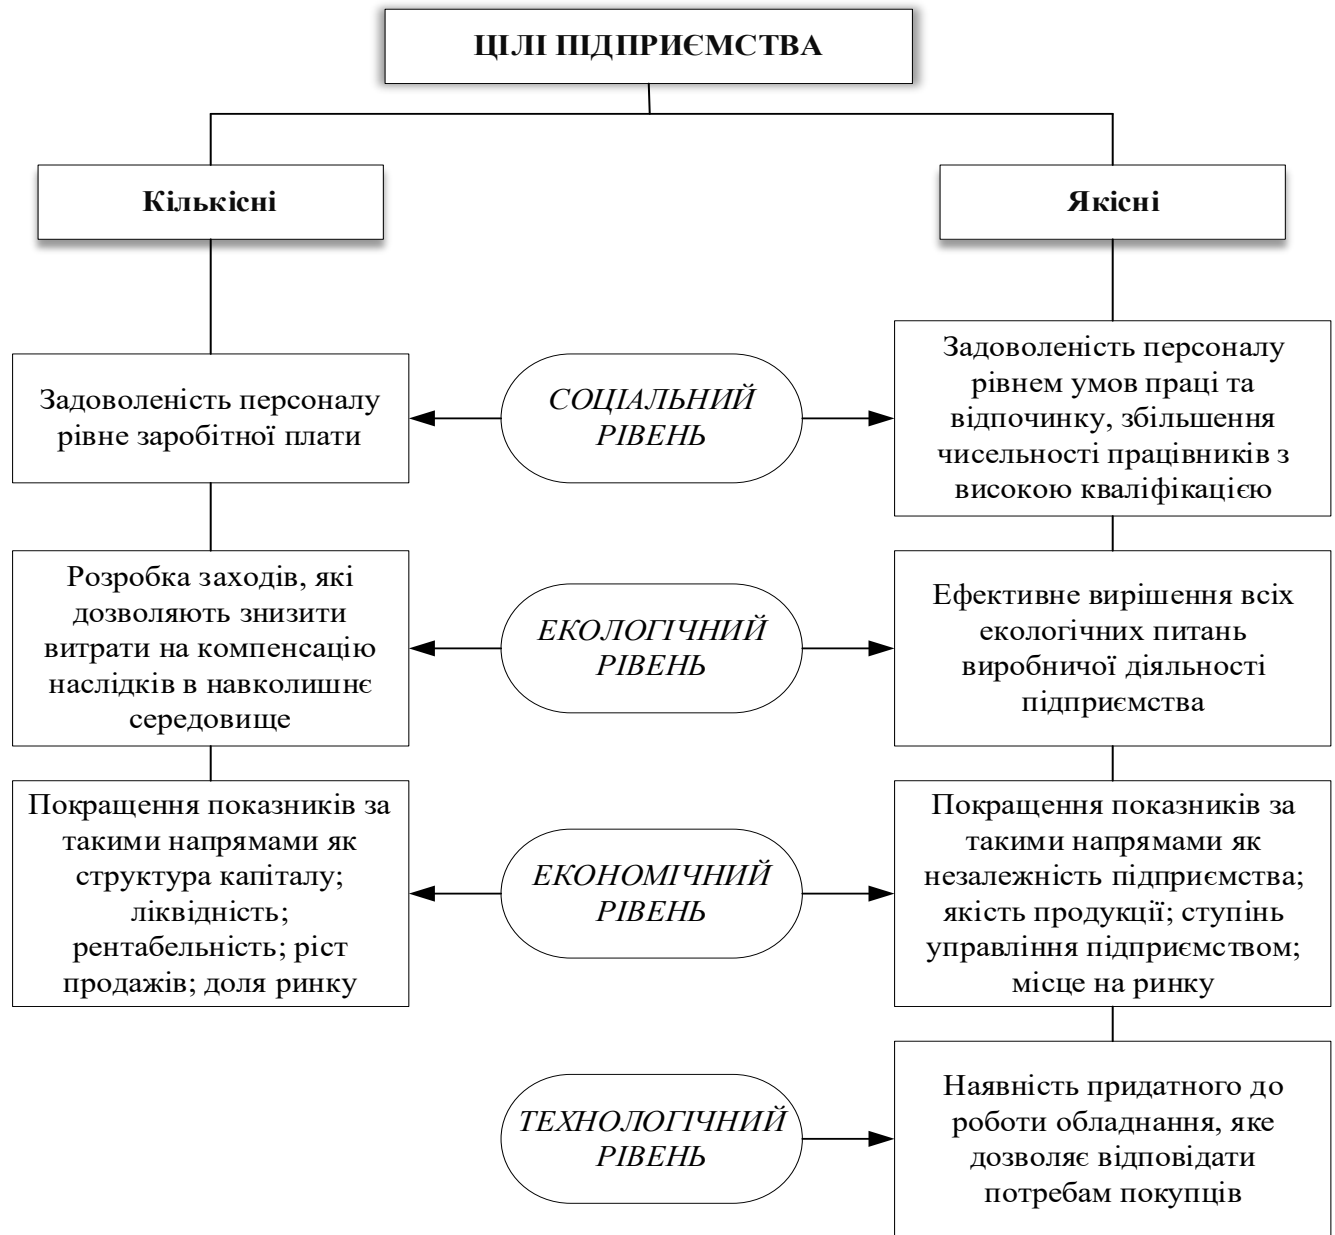 ЦІЛІ ПІДПРИЄМСТВА
Кількісні
Якісні
Задоволеність персоналу
рівне заробітної плати
СОЦІАЛЬНИЙ
РІВЕНЬ
Задоволеність персоналу
рівнем умов праці та
відпочинку, збільшення
чисельності працівників з
високою кваліфікацією
Розробка заходів, які
дозволяють знизити
витрати на компенсацію
наслідків в навколишнє
середовище
ЕКОЛОГІЧНИЙ
РІВЕНЬ
Ефективне вирішення всіх
екологічних питань
виробничої діяльності
підприємства
Покращення показників за
такими напрямами як
структура капіталу;
ліквідність;
рентабельність; ріст
продажів; доля ринку
ЕКОНОМІЧНИЙ
РІВЕНЬ
Покращення показників за
такими напрямами як
незалежність підприємства;
якість продукції; ступінь
управління підприємством;
місце на ринку
ТЕХНОЛОГІЧНИЙ
РІВЕНЬ
Наявність придатного до
роботи обладнання, яке
дозволяє відповідати
потребам покупців